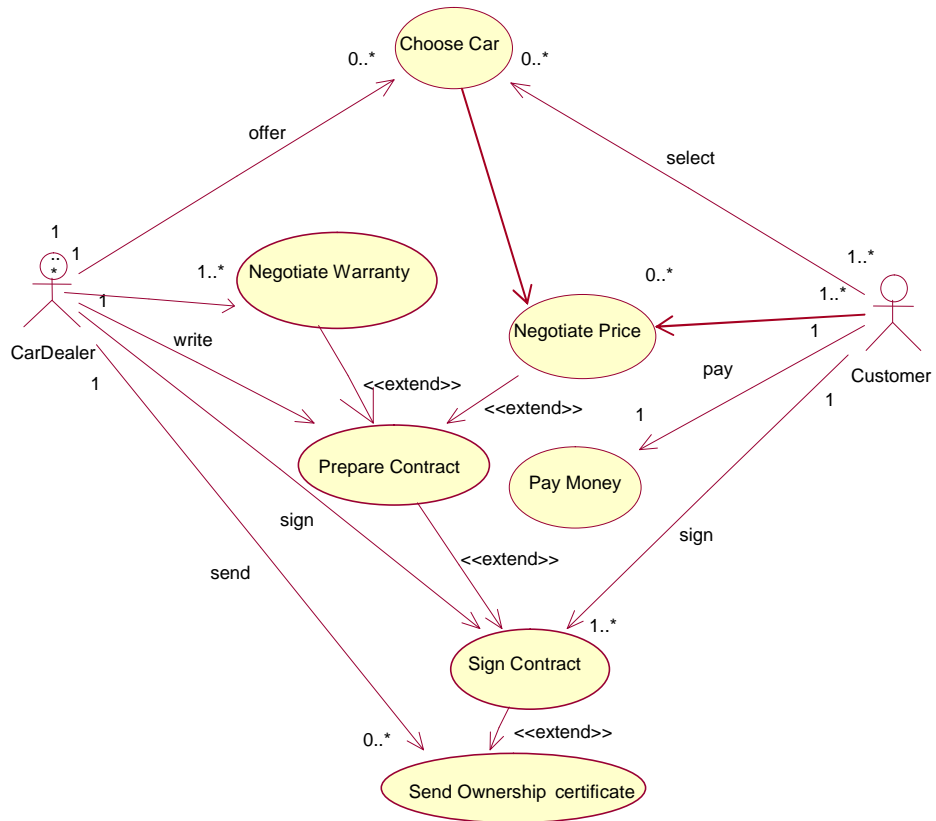 Choose Car
0..*
0..*
offer
select
1
1
..
*
1..*
Negotiate Warranty
1..*
0..*
1..*
1
Negotiate Price
1
write
CarDealer
pay
Customer
1
<<extend>>
<<extend>>
1
1
Prepare Contract
Pay Money
sign
sign
<<extend>>
send
1..*
Sign Contract
<<extend>>
0..*
Send Ownership certificate